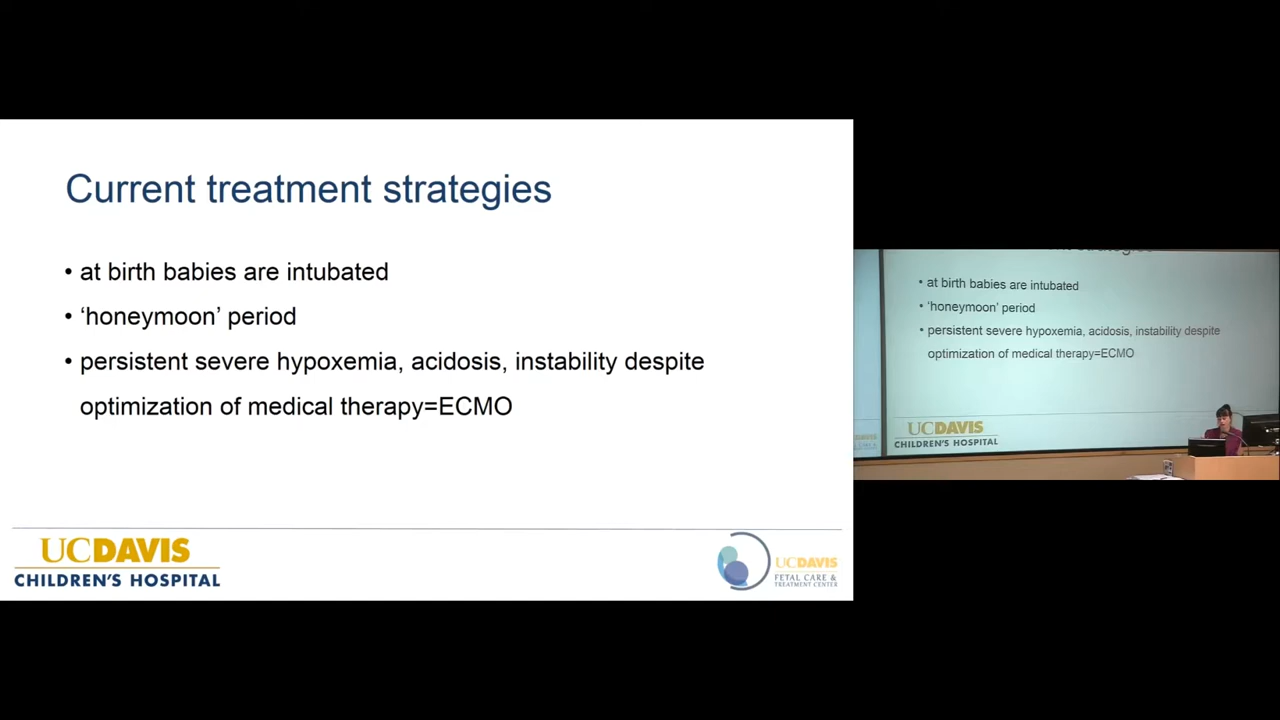 Current treatment strategies
• at birth babies are intubated
• ‘honeymoon’ period
• persistent severe hypoxemia, acidosis, instability despite
optimization of medical therapy=ECMO
UCDAVIS
CHILDREN'S HOSPITAL
UCDAVIS
FETAL CARE &
TREATMENT CENTER
• at birth babies are intubated
• ‘honeymoon’ period
• persistent severe hypoxemia, acidosis, instability despite
optimization of medical therapy=ECMO
UCDAVIS
CHILDREN'S HOSPITAL